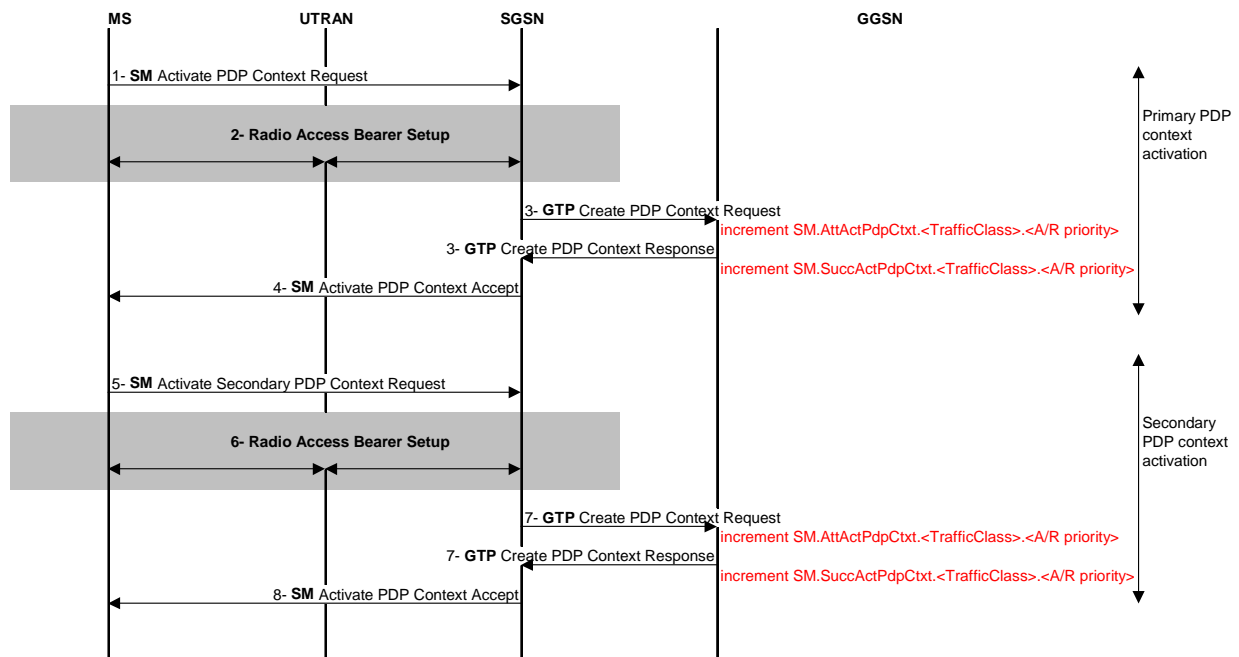 MS UTRAN SGSN GGSN
1- SM Activate PDP Context Request
Primary PDP
context
activation
2- Radio Access Bearer Setup
3- GTP Create PDP Context Request
increment SM.AttActPdpCtxt.<TrafficClass>.<A/R priority>
3- GTP Create PDP Context Response
increment SM.SuccActPdpCtxt.<TrafficClass>.<A/R priority>
4- SM Activate PDP Context Accept
5- SM Activate Secondary PDP Context Request
Secondary
PDP context
activation
6- Radio Access Bearer Setup
7- GTP Create PDP Context Request
increment SM.AttActPdpCtxt.<TrafficClass>.<A/R priority>
7- GTP Create PDP Context Response
increment SM.SuccActPdpCtxt.<TrafficClass>.<A/R priority>
8- SM Activate PDP Context Accept